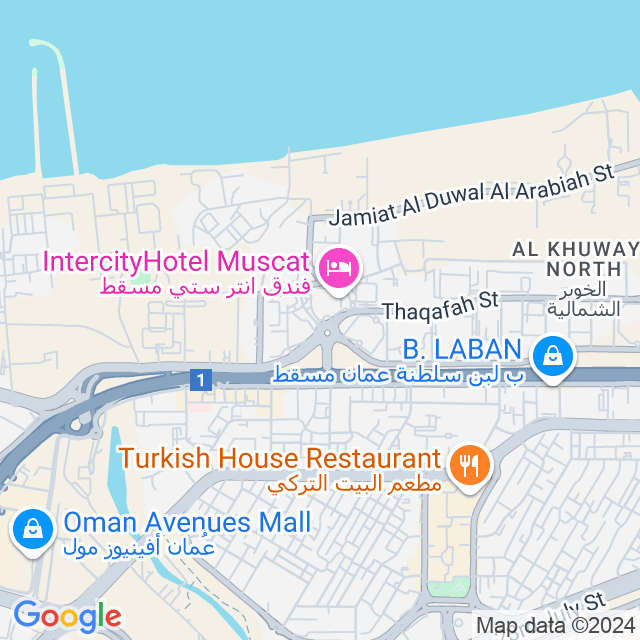 Jamiat Al Duwal Al Arabiah St
AL KHUWAY
NORTH
الخوير
الشمالية
IntercityHotel Muscat
فندق انتر ستي مسقط
Thaqafah St
B. LABAN
ب لبن سلطنة عمان مسقط
1
Turkish House Restaurant
مطعم البيت التركي
Oman Avenues Mall
عُمان أفينيوز مول
July St
Google
Map data ©2024